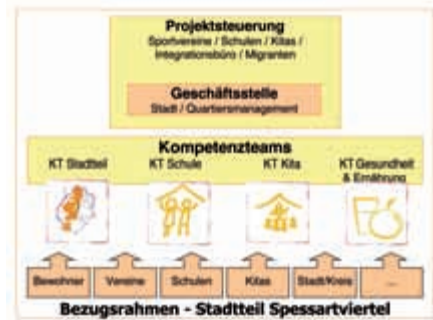 Projektsteuerung
Sportvereine / Schulen / Kitas /
Integrationsbüro / Migranten
Geschäftsstelle
Stadt / Quartiersmanagement
Kompetenzteams
KT Stadtteil KT Schule KT Kita KT Gesundheit
& Ernährung
Bewohner Vereine Schulen Kitas Stadt/Kreis ...
Bezugsrahmen - Stadtteil Spessartviertel